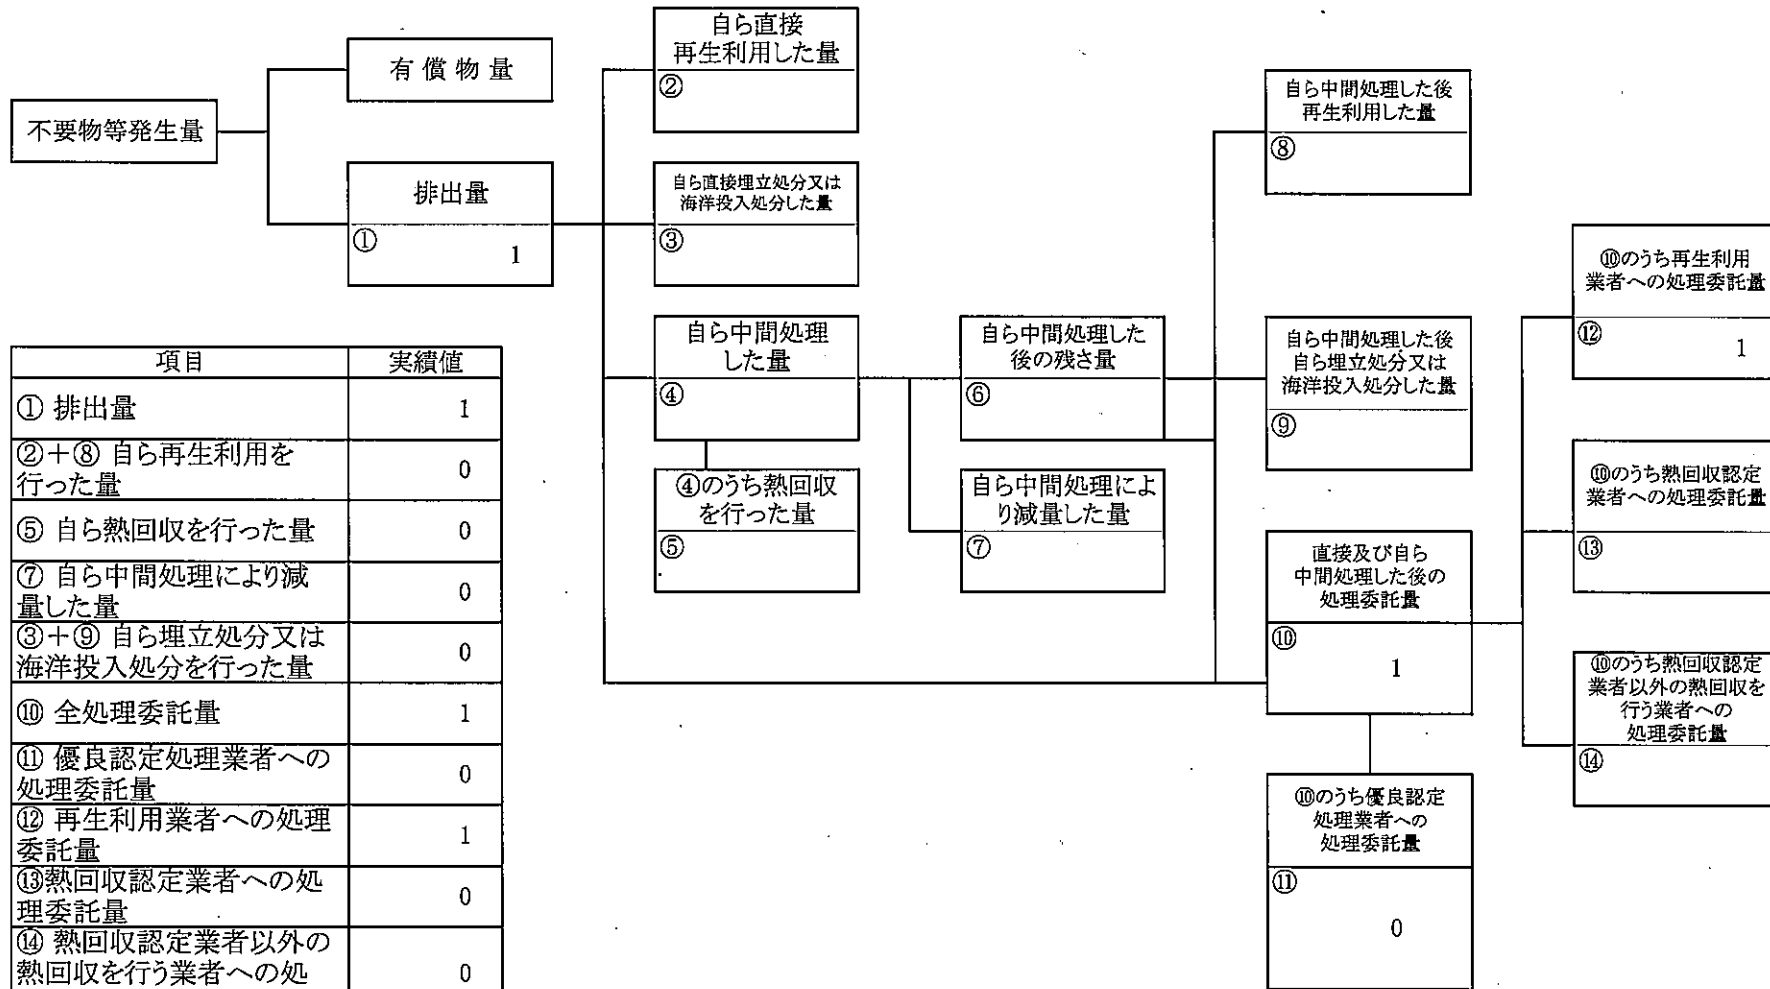 不要物等発生量
有償物量
排出量
①
1
自ら直接
再生利用した量
②
自ら直接埋立処分又は
海洋投入処分した量
③
自ら中間処理
した量
④
④のうち熱回収
を行った量
⑤
自ら中間処理した
後の残さ量
⑥
自ら中間処理によ
り減量した量
⑦
自ら中間処理した後
再生利用した量
⑧
自ら中間処理した後
自ら埋立処分又は
海洋投入処分した量
⑨
直接及び自ら
中間処理した後の
処理委託量
⑩
1
⑩のうち優良認定
処理業者への
処理委託量
⑪
0
⑩のうち再生利用
業者への処理委託量
⑫
1
⑩のうち熱回収認定
業者への処理委託量
⑬
⑩のうち熱回収認定
業者以外の熱回収を
行う業者への
処理委託量
⑭
項目 実績値
① 排出量 1
②＋⑧ 自ら再生利用を
行った量 0
⑤ 自ら熱回収を行った量 0
⑦ 自ら中間処理により減
量した量 0
③＋⑨ 自ら埋立処分又は
海洋投入処分を行った量 0
⑩ 全処理委託量 1
⑪ 優良認定処理業者への
処理委託量 0
⑫ 再生利用業者への処理
委託量 1
⑬熱回収認定業者への処
理委託量 0
⑭ 熱回収認定業者以外の
熱回収を行う業者への処 0